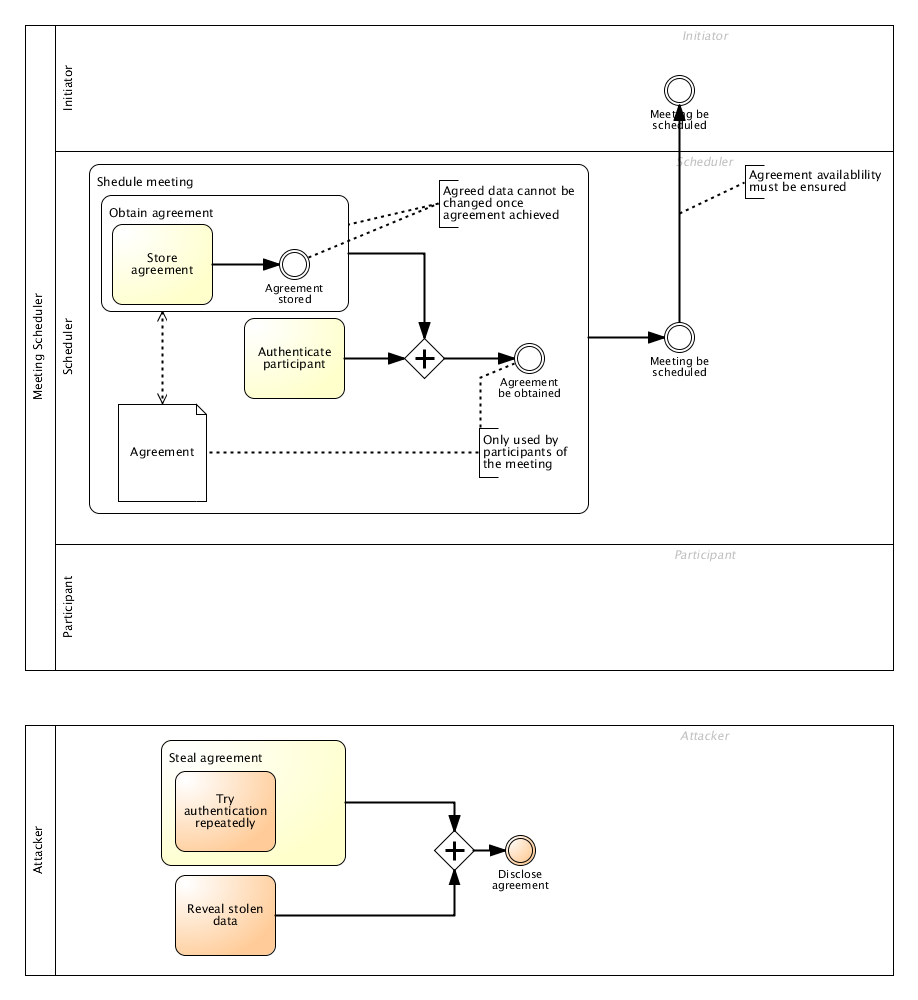 Meeting Scheduler
Initiator
Initiator
Meeting be
scheduled
Scheduler
Scheduler
Agreement availablility
must be ensured
Shedule meeting
Agreed data cannot be
changed once
agreement achieved
Obtain agreement
Store
agreement
Agreement
stored
Authenticate
participant
Agreement
be obtained
Meeting be
scheduled
Agreement
Only used by
participants of
the meeting
Participant
Participant
Attacker
Attacker
Steal agreement
Try
authentication
repeatedly
Disclose
agreement
Reveal stolen
data